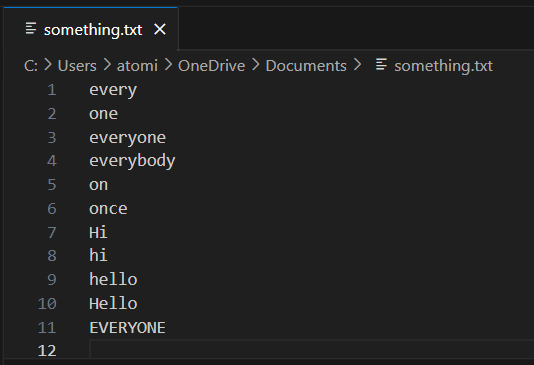 something.txt
C: > Users > atomi > OneDrive > Documents > something.txt
1 every
2 one
3 everyone
4 everybody
5 on
6 once
7 Hi
8 hi
9 hello
10 Hello
11 EVERYONE
12